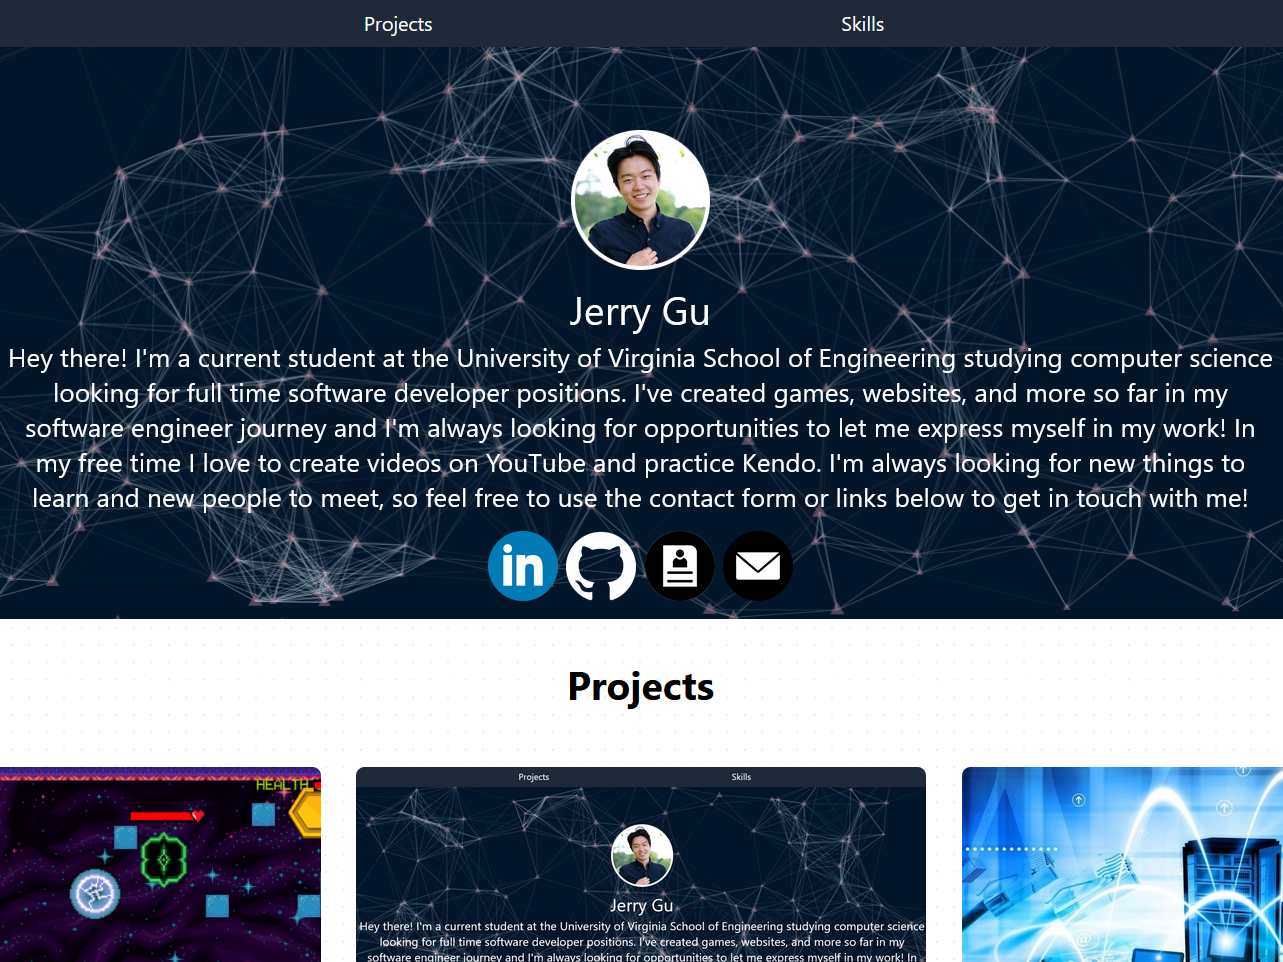 Projects Skills
Jerry Gu
Hey there! I'm a current student at the University of Virginia School of Engineering studying computer science
looking for full time software developer positions. I've created games, websites, and more so far in my
software engineer journey and I'm always looking for opportunities to let me express myself in my work! In
my free time I love to create videos on YouTube and practice Kendo. I'm always looking for new things to
learn and new people to meet, so feel free to use the contact form or links below to get in touch with me!
in
Projects
HEALTH
Projects Skills
Jerry Gu
Hey there! I'm a current student at the University of Virginia School of Engineering studying computer science
looking for full time software developer positions. I've created games, websites, and more so far in my
software engineer journey and I'm always looking for opportunities to let me express myself in my work! In
@